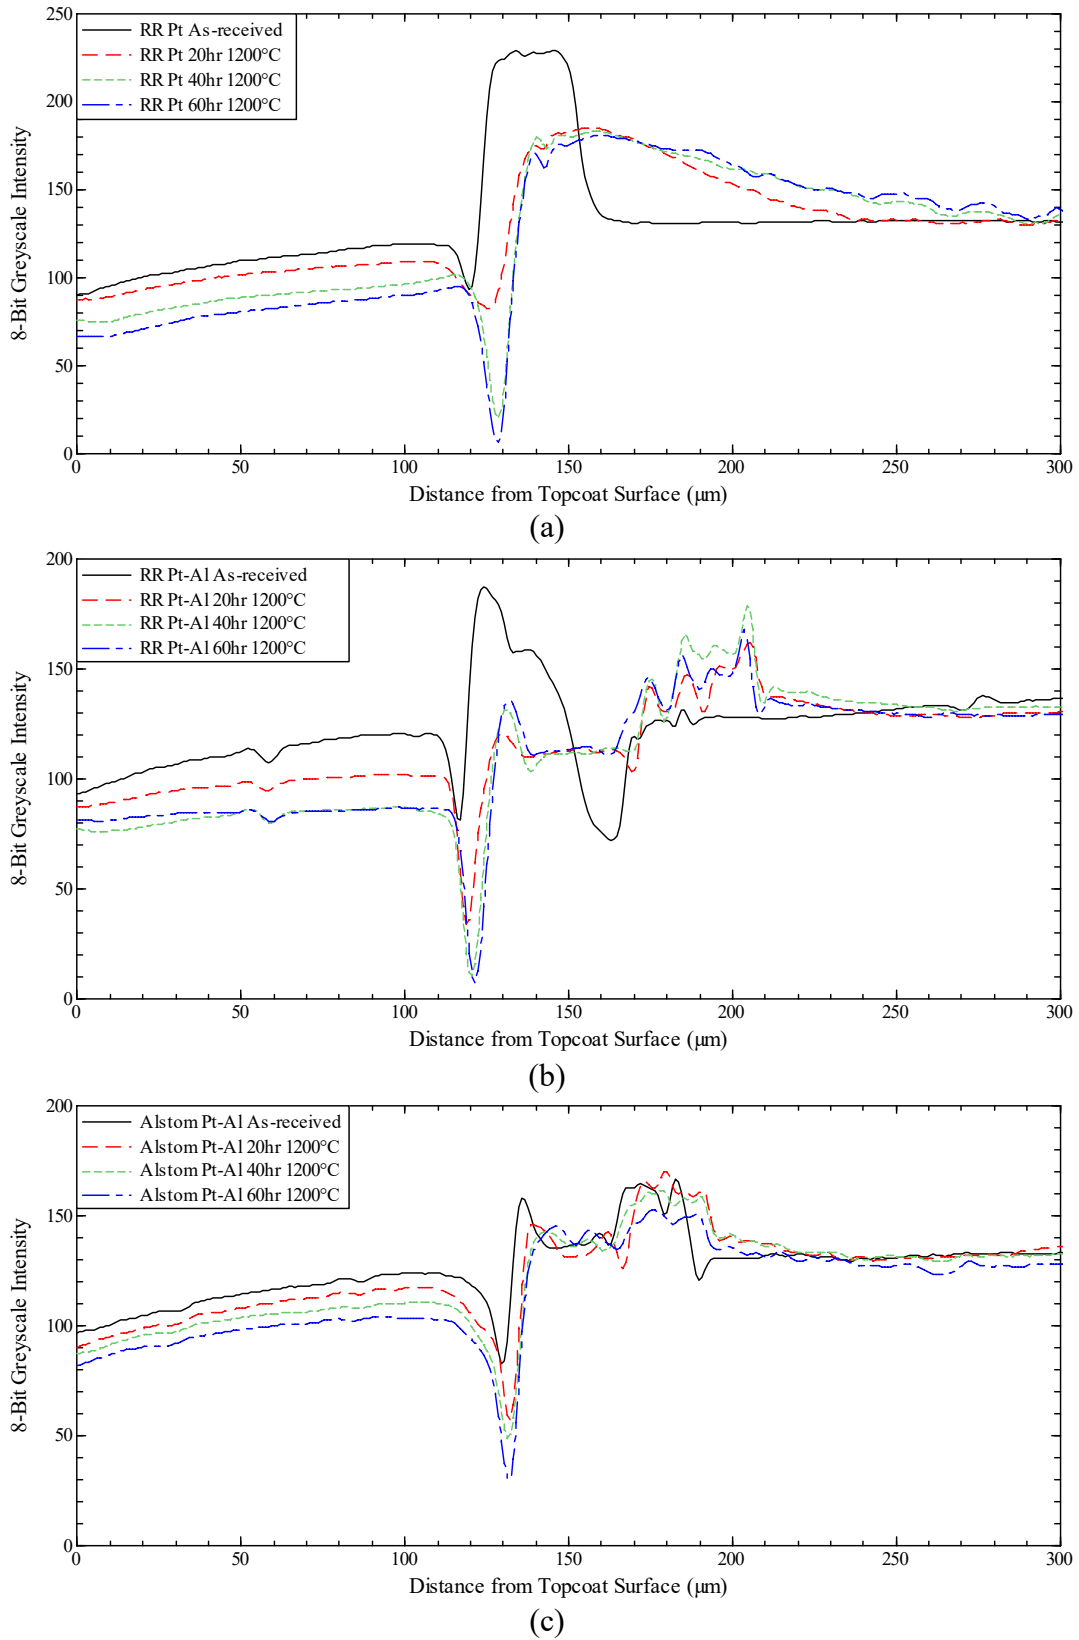 250
200
150
100
50
0
8-Bit Greyscale Intensity
RR Pt As-received
RR Pt 20hr 1200°C
RR Pt 40hr 1200°C
RR Pt 60hr 1200°C
0 50 100 150 200 250 300
Distance from Topcoat Surface (μm)
(a)
200
150
100
50
0
8-Bit Greyscale Intensity
RR Pt-Al As-received
RR Pt-Al 20hr 1200°C
RR Pt-Al 40hr 1200°C
RR Pt-Al 60hr 1200°C
0 50 100 150 200 250 300
Distance from Topcoat Surface (μm)
(b)
200
150
100
50
0
8-Bit Greyscale Intensity
Alstom Pt-Al As-received
Alstom Pt-Al 20hr 1200°C
Alstom Pt-Al 40hr 1200°C
Alstom Pt-Al 60hr 1200°C
0 50 100 150 200 250 300
Distance from Topcoat Surface (μm)
(c)